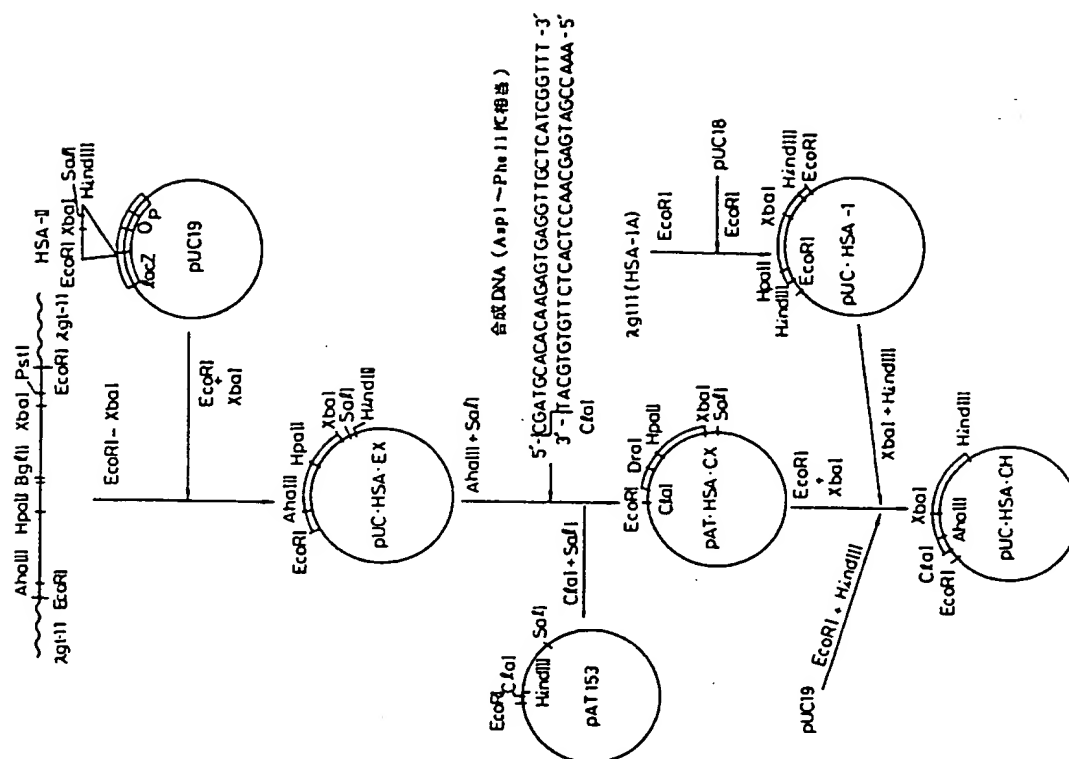 HSA-II
λgt-11 EcoRI AhaIII HpaII BglII XbaI PstI EcoRI λgt-11
EcoRI XbaI SalI HindIII
lacZ O P
pUC19
EcoRI-XbaI
EcoRI + XbaI
EcoRI AhaIII HpaII XbaI SalI HindIII
pUC·HSA·EX
AhaIII + SalI
合成DNA (Asp1~Phe11に相当)
5′-CGATGCACACAAGAGTGAGGTTGCTCATCGGTTT-3′
3′-TACGTGTGTTCTCACTCCAACGAGTAGCCAAA-5′
ClaI
ClaI + SalI
EcoRI ClaI HindIII SalI
pAT153
EcoRI ClaI DraI HpaII XbaI SalI
pAT·HSA·CX
EcoRI + XbaI
λgt11(HSA-1A)
EcoRI
EcoRI
pUC18
HindIII EcoRI HpaII XbaI HindIII EcoRI
pUC·HSA-I
XbaI + HindIII
pUC19
EcoRI + HindIII
EcoRI ClaI AhaIII XbaI HindIII
pUC·HSA·CH